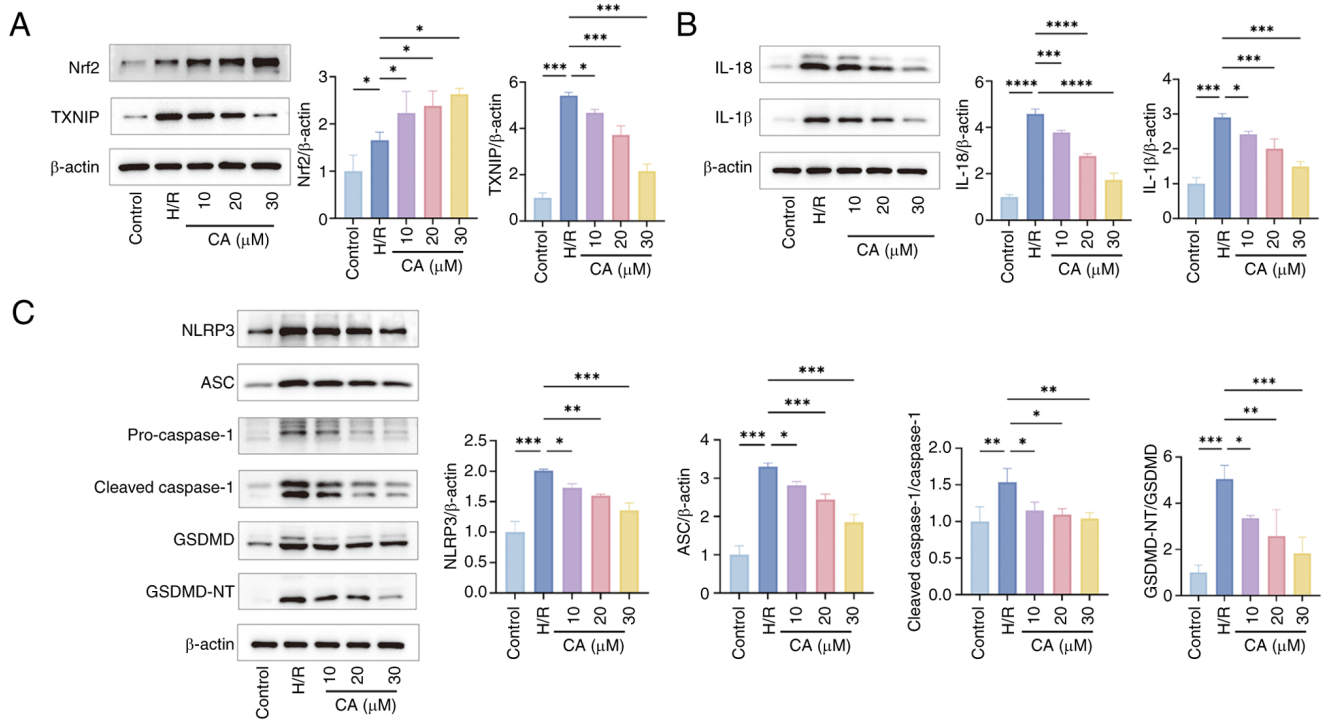 A
Nrf2
TXNIP
β-actin
Control
H/R
10
20
30
CA (μM)
Nrf2/β-actin
3
2
1
0
*
*
*
*
Control
H/R
10
20
30
CA (μM)
TXNIP/β-actin
6
4
2
0
***
***
***
*
Control
H/R
10
20
30
CA (μM)
B
IL-18
IL-1β
β-actin
Control
H/R
10
20
30
CA (μM)
IL-18/β-actin
6
4
2
0
****
***
****
****
Control
H/R
10
20
30
CA (μM)
IL-1β/β-actin
4
3
2
1
0
***
***
***
*
Control
H/R
10
20
30
CA (μM)
C
NLRP3
ASC
Pro-caspase-1
Cleaved caspase-1
GSDMD
GSDMD-NT
β-actin
Control
H/R
10
20
30
CA (μM)
NLRP3/β-actin
2.5
2.0
1.5
1.0
0.5
0.0
***
**
***
*
Control
H/R
10
20
30
CA (μM)
ASC/β-actin
4
3
2
1
0
***
***
***
*
Control
H/R
10
20
30
CA (μM)
Cleaved caspase-1/caspase-1
2.0
1.5
1.0
0.5
0.0
**
*
**
*
Control
H/R
10
20
30
CA (μM)
GSDMD-NT/GSDMD
6
4
2
0
***
**
***
*
Control
H/R
10
20
30
CA (μM)